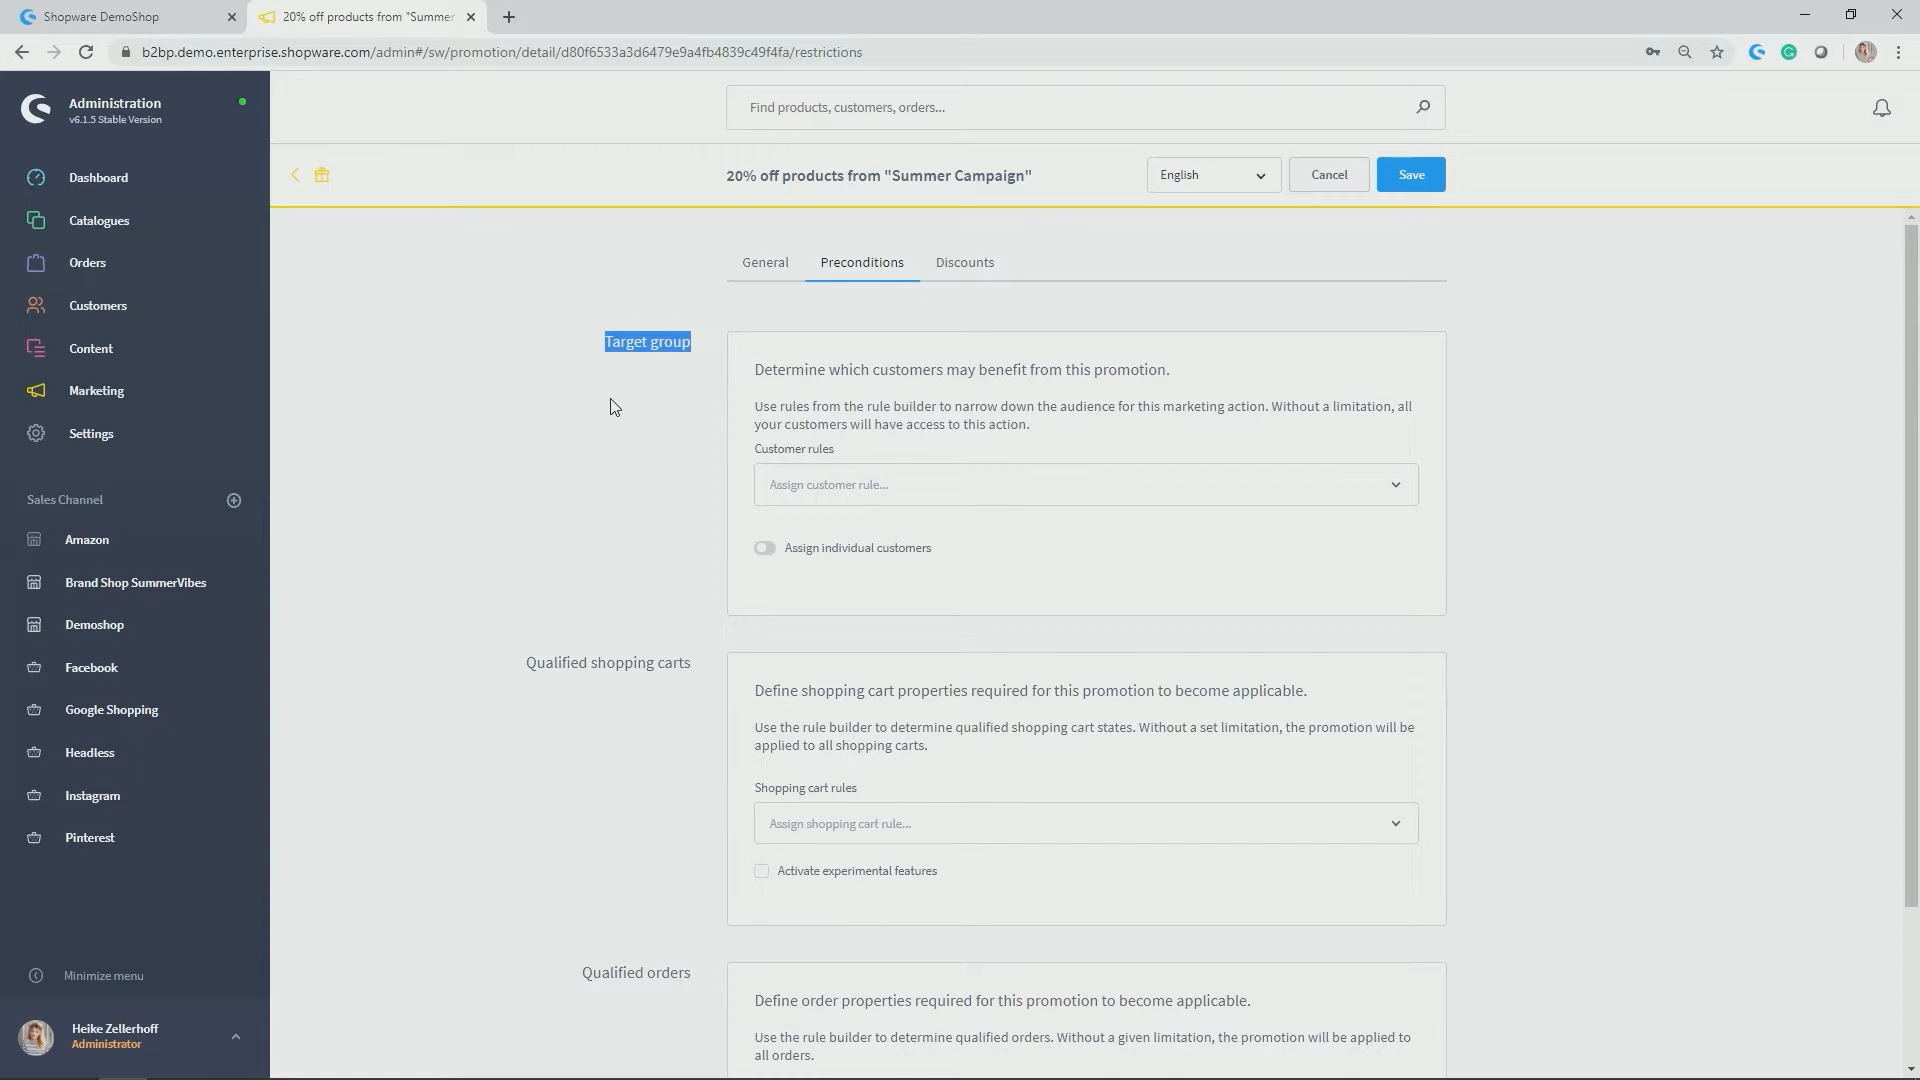 Shopware DemoShop
20% off products from "Summer
b2bp.demo.enterprise.shopware.com/admin#/sw/promotion/detail/d80f6533a3d6479e9a4fb4839c49f4fa/restrictions
Administration
v6.1.5 Stable Version
Find products, customers, orders...
20% off products from "Summer Campaign"
English
Cancel
Save
Dashboard
Catalogues
Orders
Customers
Content
Marketing
Settings
Sales Channel
Amazon
Brand Shop SummerVibes
Demoshop
Facebook
Google Shopping
Headless
Instagram
Pinterest
Minimize menu
Heike Zellerhoff
Administrator
General
Preconditions
Discounts
Target group
Determine which customers may benefit from this promotion.
Use rules from the rule builder to narrow down the audience for this marketing action. Without a limitation, all
your customers will have access to this action.
Customer rules
Assign customer rule...
Assign individual customers
Qualified shopping carts
Define shopping cart properties required for this promotion to become applicable.
Use the rule builder to determine qualified shopping cart states. Without a set limitation, the promotion will be
applied to all shopping carts.
Shopping cart rules
Assign shopping cart rule...
Activate experimental features
Qualified orders
Define order properties required for this promotion to become applicable.
Use the rule builder to determine qualified orders. Without a given limitation, the promotion will be applied to
all orders.